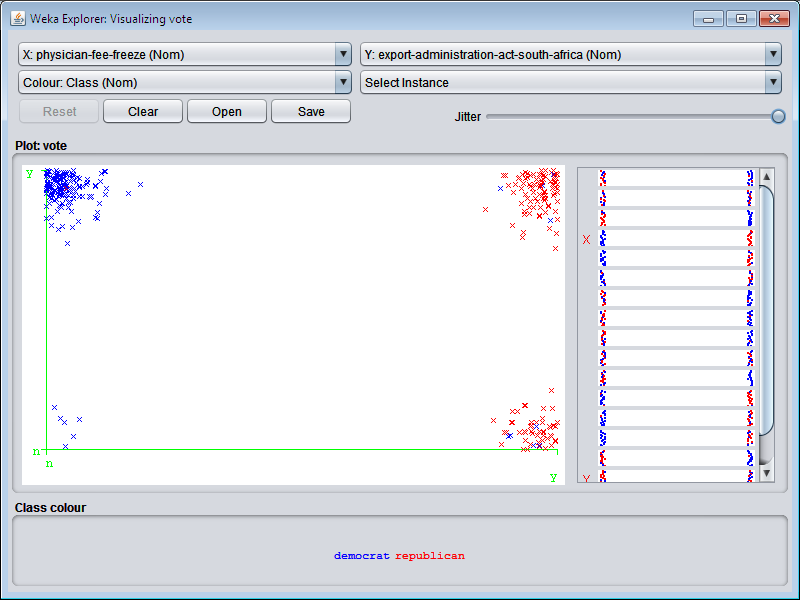 Weka Explorer: Visualizing vote
X: physician-fee-freeze (Nom) Y: export-administration-act-south-africa (Nom)
Colour: Class (Nom) Select Instance
Reset Clear Open Save Jitter
Plot: vote
y
X
n
n
y
Y
Class colour
democrat republican